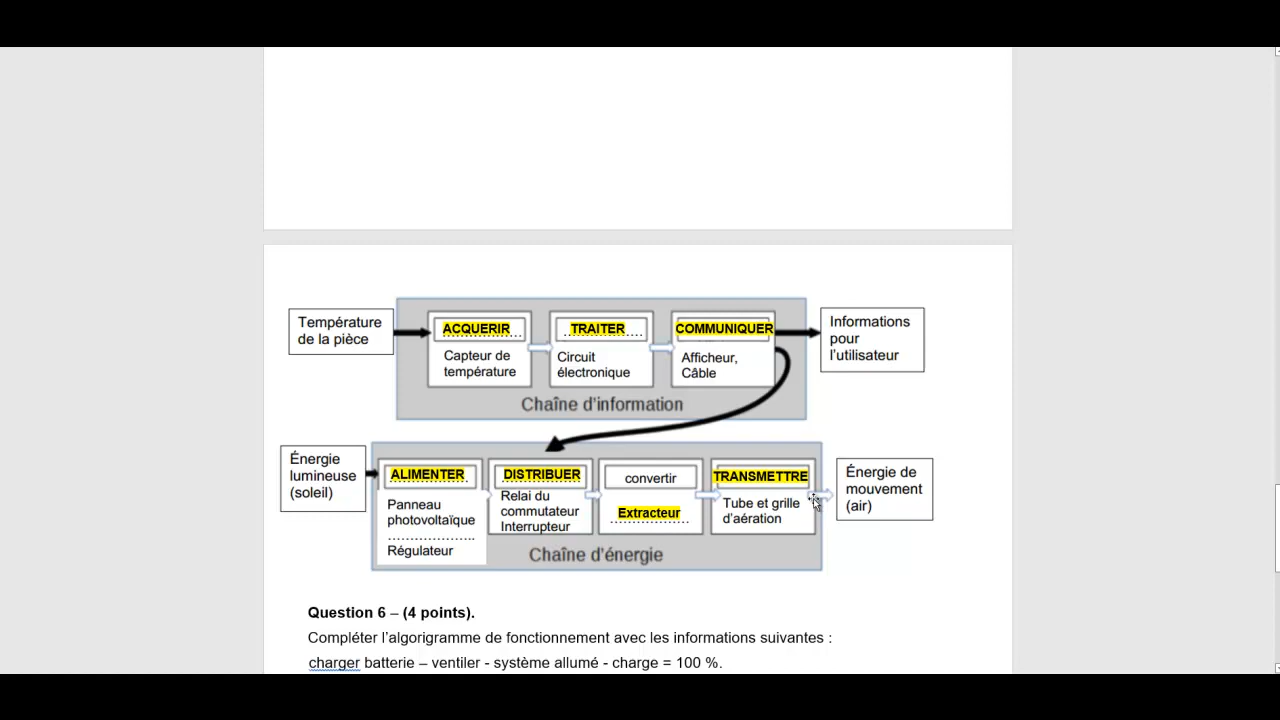 Température
de la pièce
ACQUERIR
Capteur de
température
TRAITER
Circuit
électronique
COMMUNIQUER
Afficheur,
Câble
Informations
pour
l'utilisateur
Chaîne d'information
Énergie
lumineuse
(soleil)
ALIMENTER
Panneau
photovoltaïque
…………………..
Régulateur
DISTRIBUER
Relai du
commutateur
Interrupteur
convertir
Extracteur
TRANSMETTRE
Tube et grille
d'aération
Énergie de
mouvement
(air)
Chaîne d'énergie
Question 6 – (4 points).
Compléter l'algorigramme de fonctionnement avec les informations suivantes :
charger batterie – ventiler - système allumé - charge = 100 %.